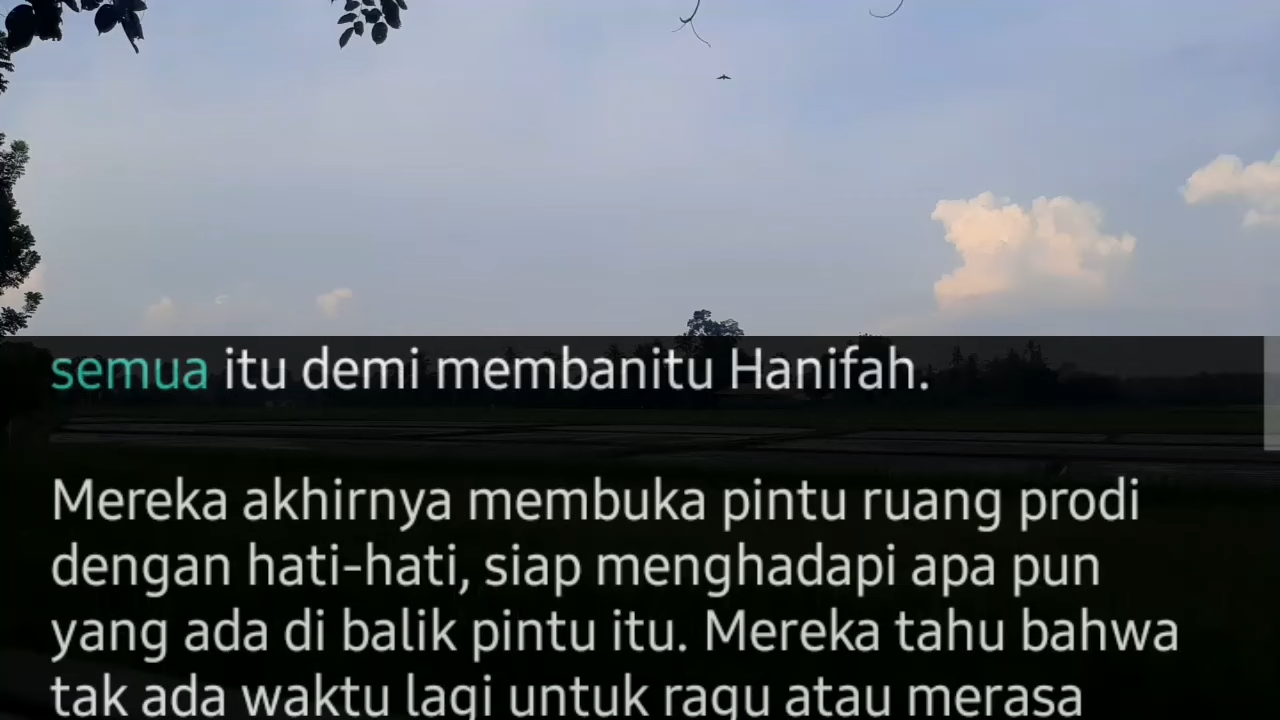 semua itu demi membanitu Hanifah.
Mereka akhirnya membuka pintu ruang prodi
dengan hati-hati, siap menghadapi apa pun
yang ada di balik pintu itu. Mereka tahu bahwa
tak ada waktu lagi untuk ragu atau merasa